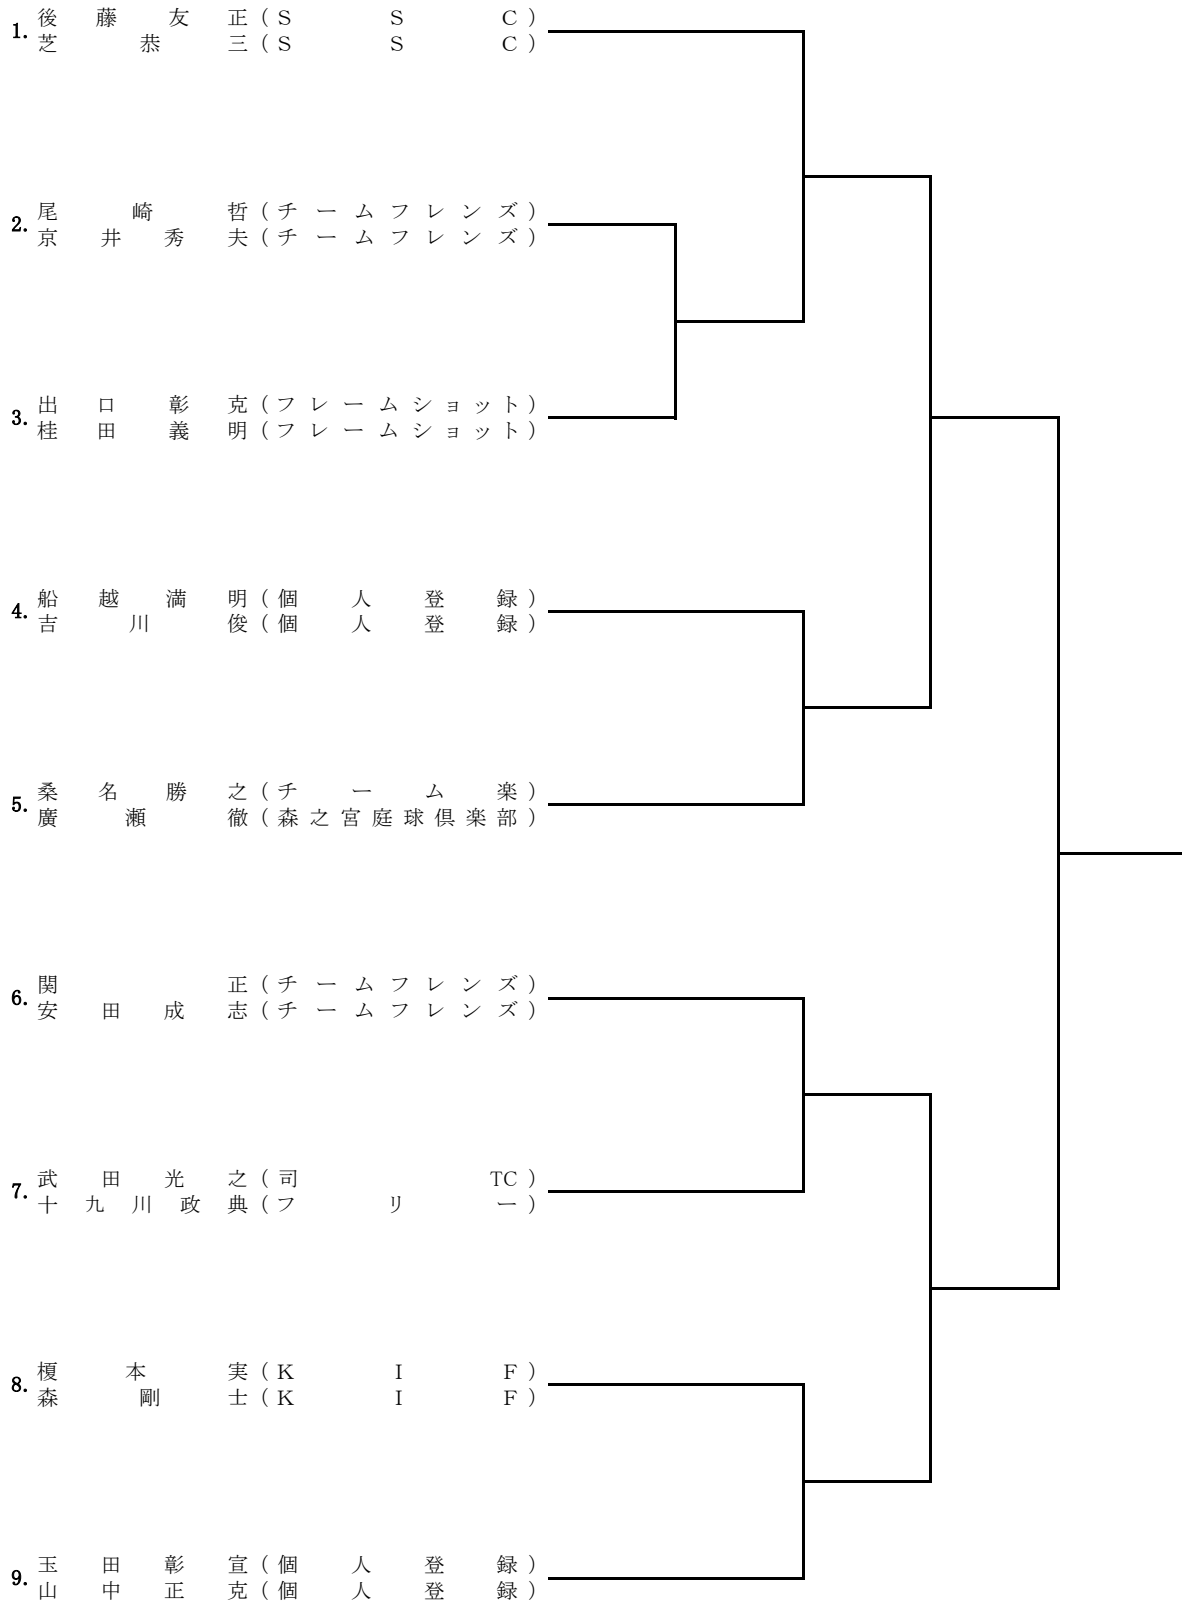 1. 後藤友正(SSC)
芝恭三(SSC)
2. 尾崎哲(チームフレンズ)
京井秀夫(チームフレンズ)
3. 出口彰克(フレームショット)
桂田義明(フレームショット)
4. 船越満明(個人登録)
吉川俊(個人登録)
5. 桑名勝之(チーム楽)
廣瀬徹(森之宮庭球倶楽部)
6. 関正(チームフレンズ)
安田成志(チームフレンズ)
7. 武田光之(司TC)
十九川政典(フリー)
8. 榎本実(KIF)
森剛士(KIF)
9. 玉田彰宣(個人登録)
山中正克(個人登録)